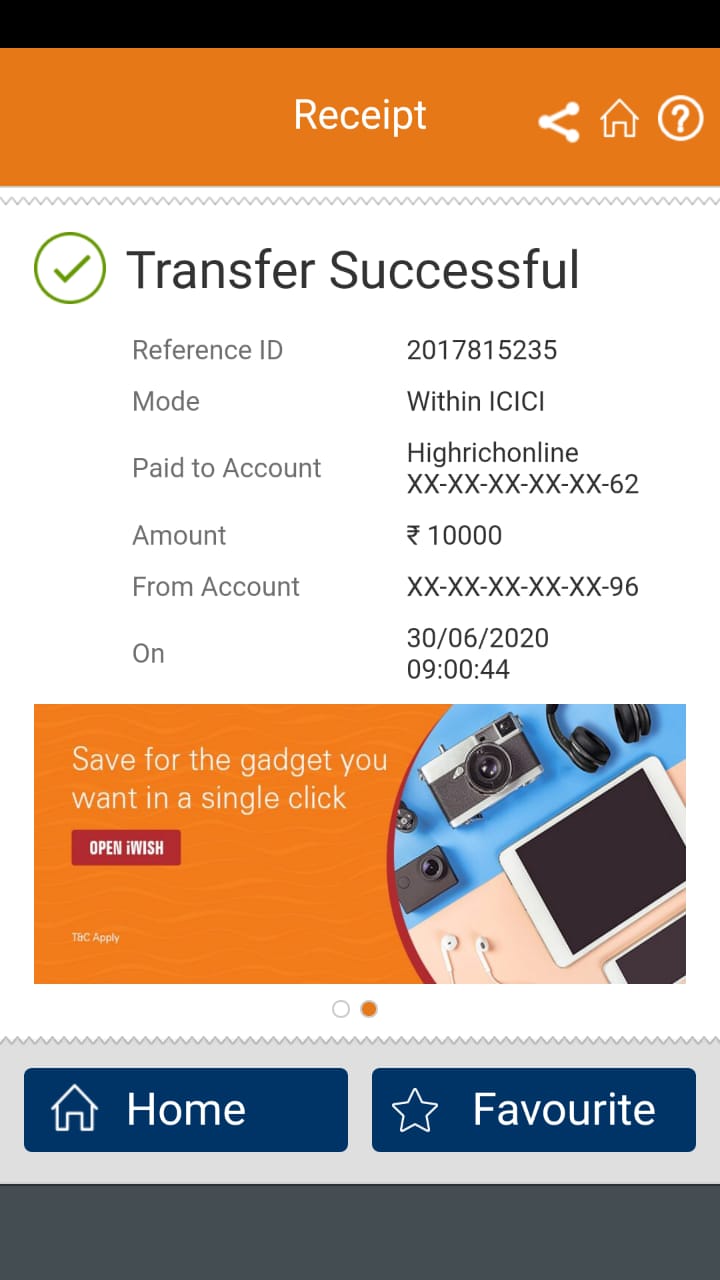 Receipt
Transfer Successful
Reference ID 2017815235
Mode Within ICICI
Paid to Account Highrichonline
XX-XX-XX-XX-XX-62
Amount ₹ 10000
From Account XX-XX-XX-XX-XX-96
On 30/06/2020
09:00:44
Save for the gadget you
want in a single click
OPEN iWISH
T&C Apply
Home Favourite